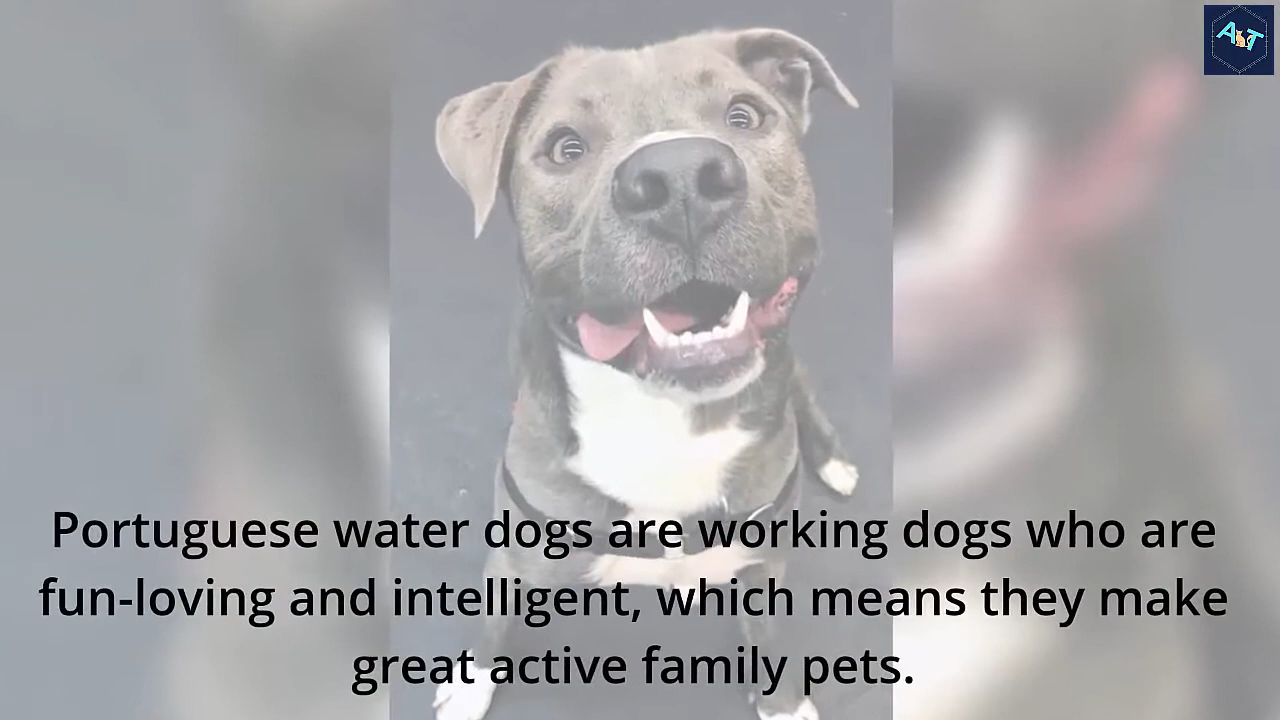 A T
Portuguese water dogs are working dogs who are
fun-loving and intelligent, which means they make
great active family pets.